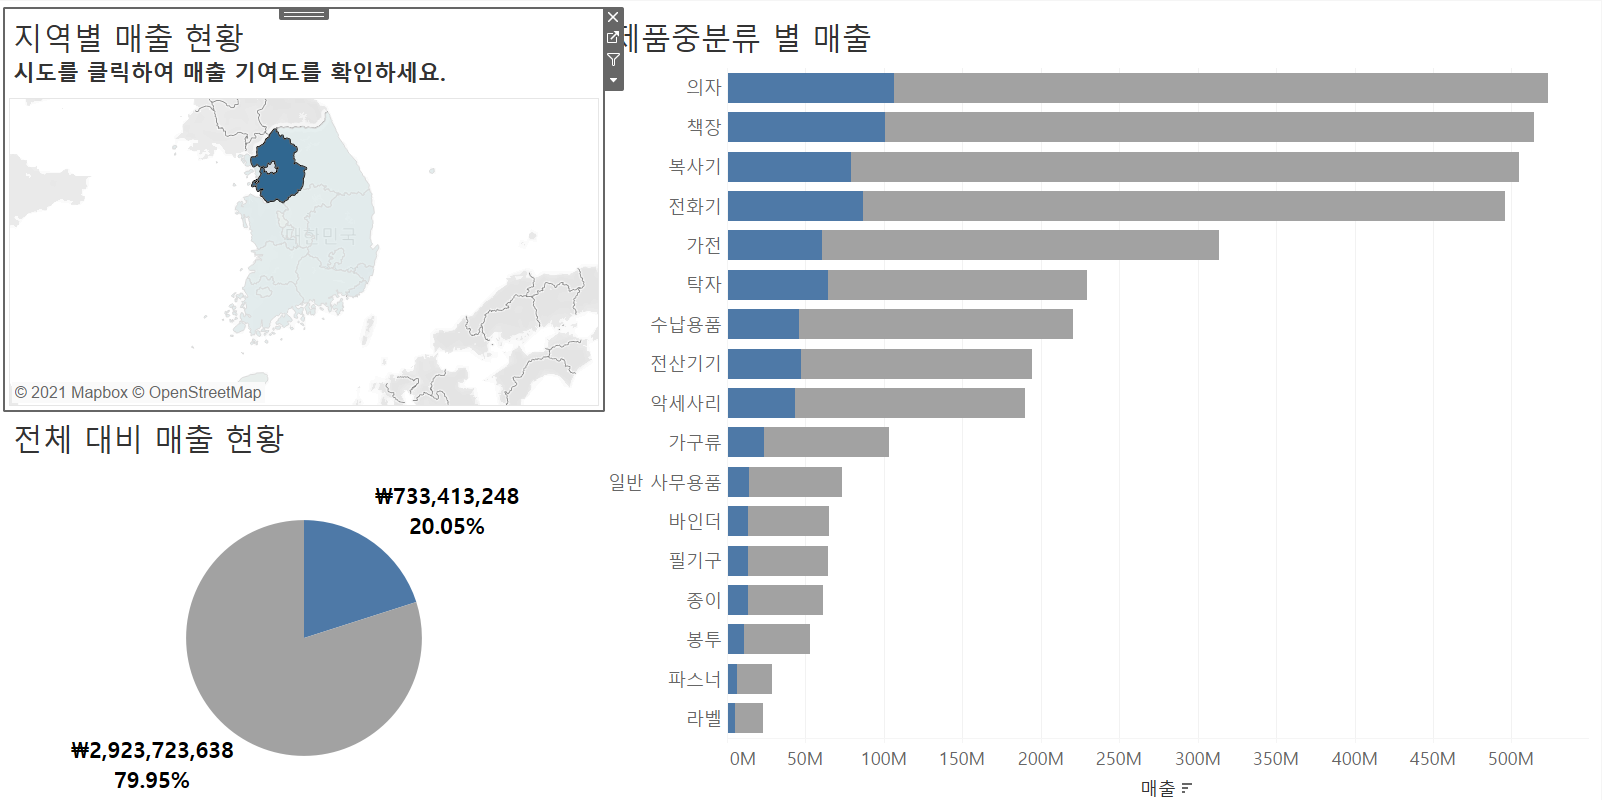 지역별 매출 현황
시도를 클릭하여 매출 기여도를 확인하세요.
대한민국
© 2021 Mapbox © OpenStreetMap
전체 대비 매출 현황
₩733,413,248
20.05%
₩2,923,723,638
79.95%
제품중분류 별 매출
의자
책장
복사기
전화기
가전
탁자
수납용품
전산기기
악세사리
가구류
일반 사무용품
바인더
필기구
종이
봉투
파스너
라벨
0M 50M 100M 150M 200M 250M 300M 350M 400M 450M 500M
매출